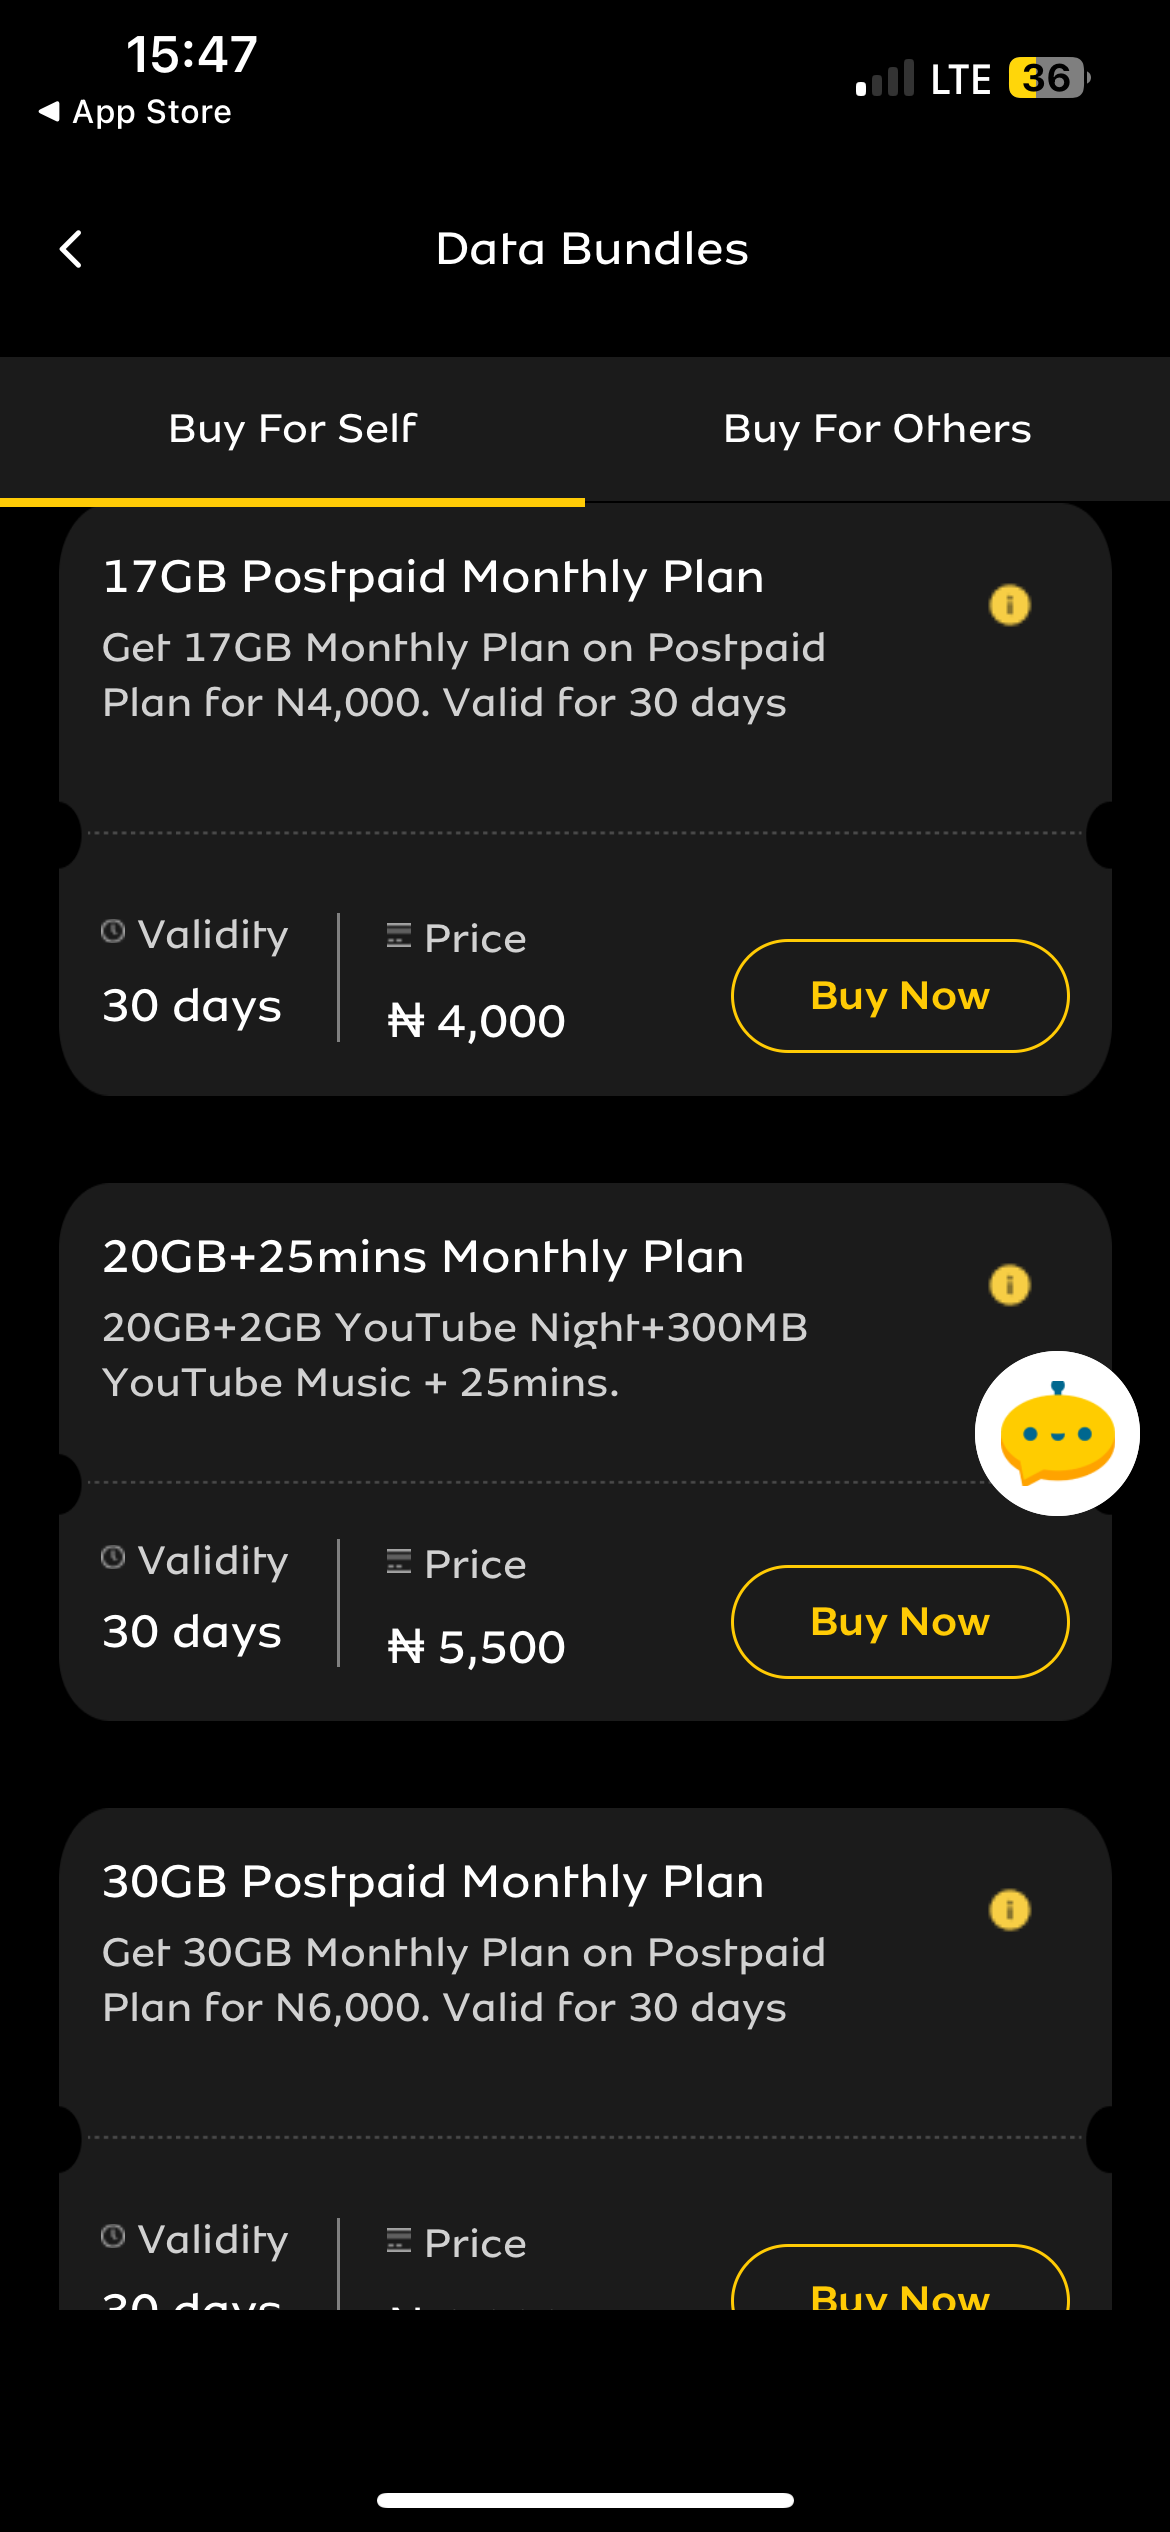 15:47
LTE 36
◀ App Store
Data Bundles
Buy For Self
Buy For Others
17GB Postpaid Monthly Plan
Get 17GB Monthly Plan on Postpaid
Plan for N4,000. Valid for 30 days
Validity
Price
30 days
₦ 4,000
Buy Now
20GB+25mins Monthly Plan
20GB+2GB YouTube Night+300MB
YouTube Music + 25mins.
Validity
Price
30 days
₦ 5,500
Buy Now
30GB Postpaid Monthly Plan
Get 30GB Monthly Plan on Postpaid
Plan for N6,000. Valid for 30 days
Validity
Price
30 days
Buy Now